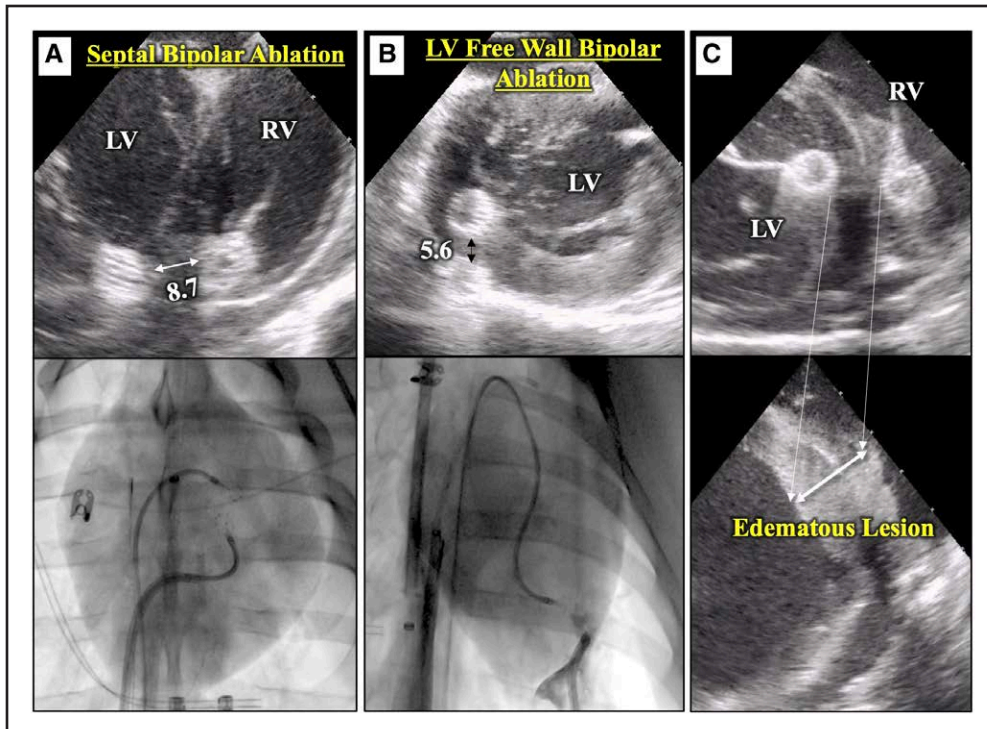 A
Septal Bipolar Ablation
LV
RV
8.7
B
LV Free Wall Bipolar
Ablation
LV
5.6
C
RV
LV
Edematous Lesion